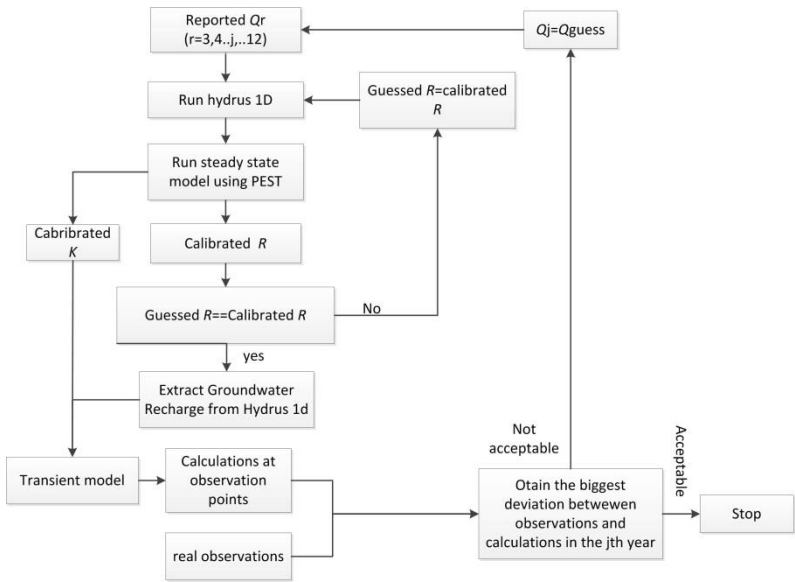 Reported Qr
(r=3,4..j,..12)
Qj=Qguess
Run hydrus 1D
Guessed R=calibrated
R
Run steady state
model using PEST
Cabribrated
K
Calibrated R
Guessed R==Calibrated R
No
yes
Extract Groundwater
Recharge from Hydrus 1d
Not
acceptable
Acceptable
Transient model
Calculations at
observation
points
Otain the biggest
deviation betwewen
observations and
calculations in the jth year
Stop
real observations